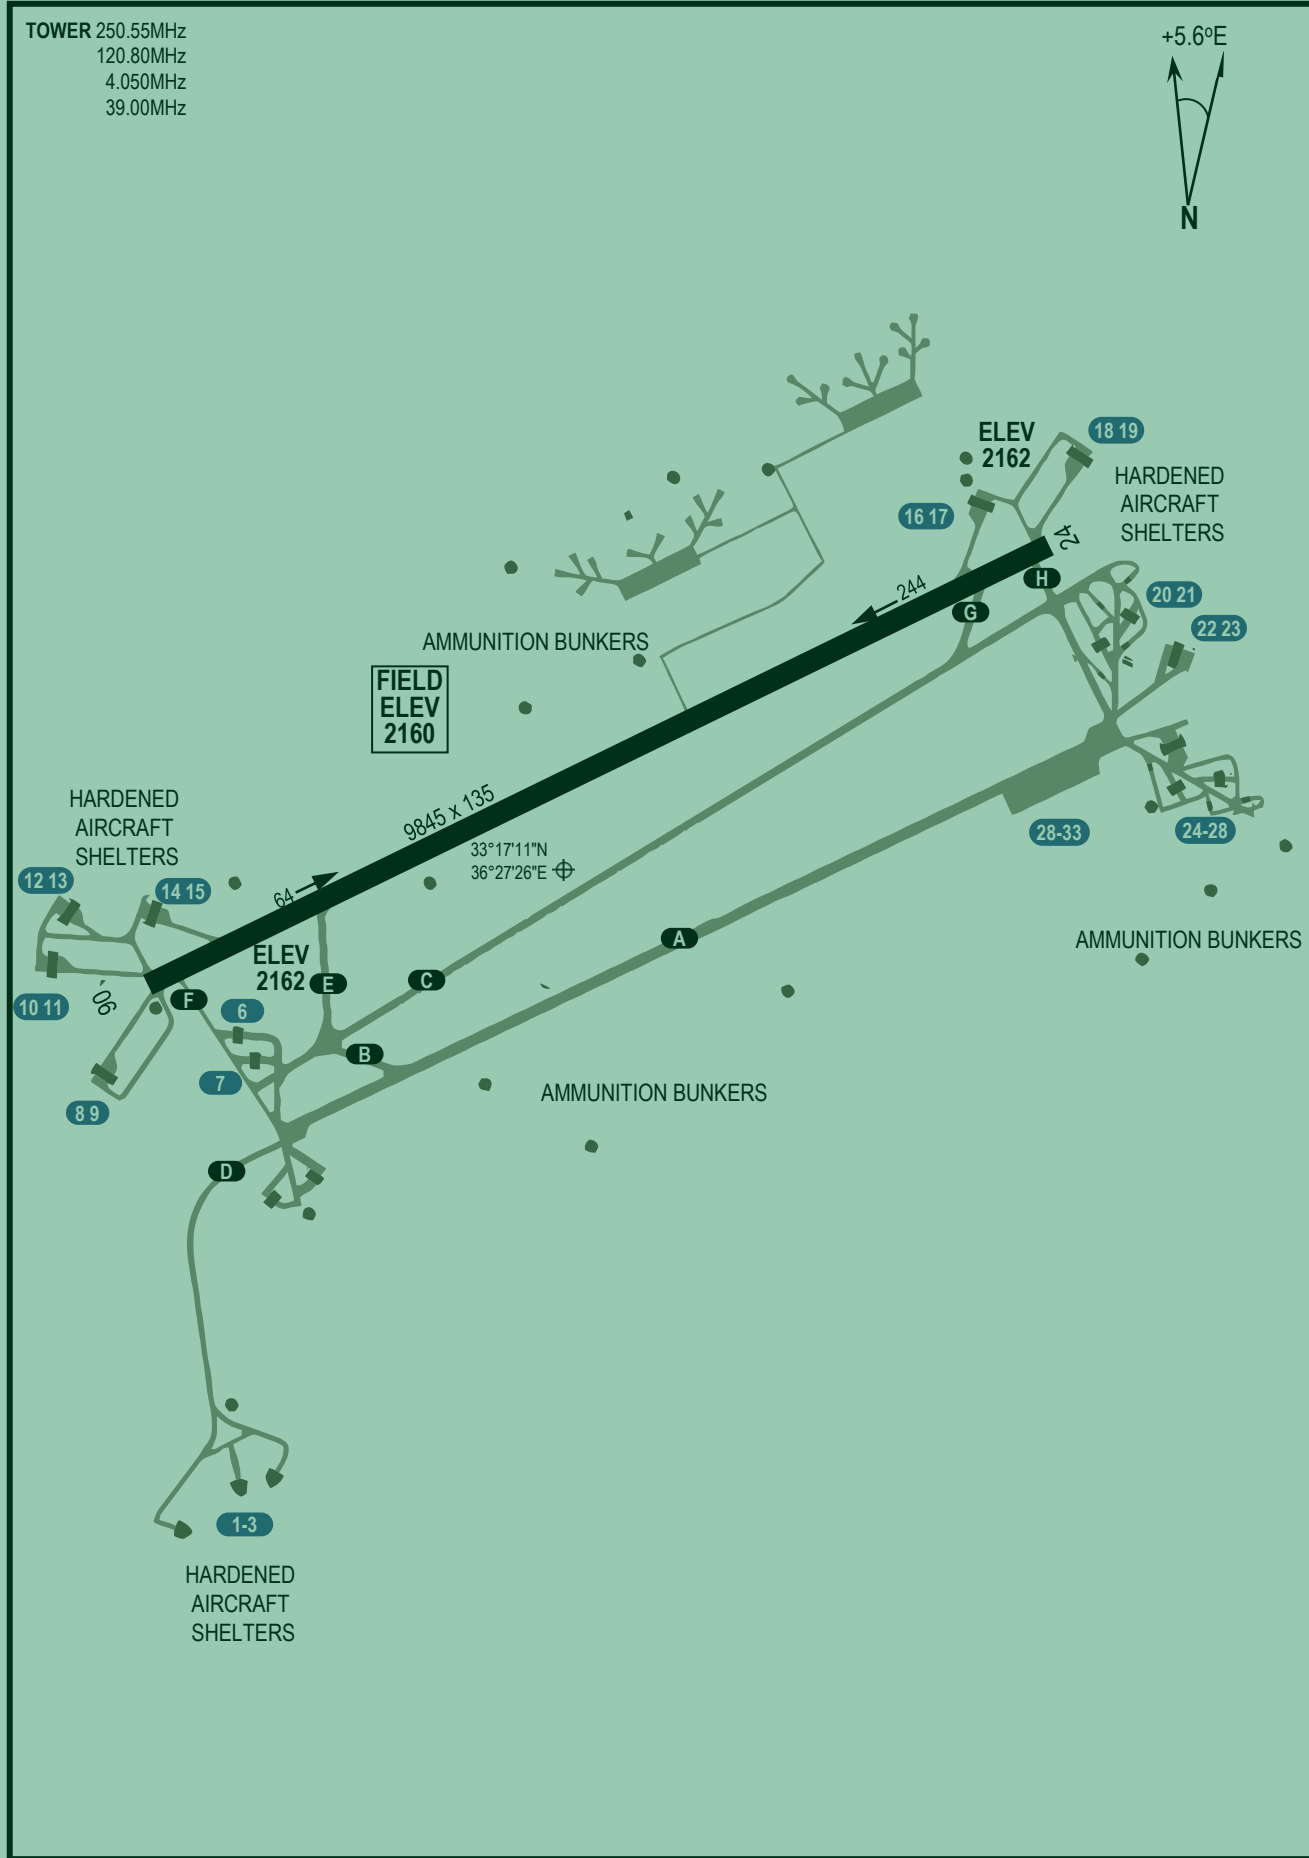 TOWER 250.55MHz
120.80MHz
4.050MHz
39.00MHz
+5.6ºE
N
ELEV
2162
18 19
HARDENED
AIRCRAFT
SHELTERS
16 17
24
H
20 21
244
G
22 23
AMMUNITION BUNKERS
FIELD
ELEV
2160
9845 x 135
33°17'11"N
36°27'26"E
28-33
24-28
HARDENED
AIRCRAFT
SHELTERS
12 13
14 15
64
A
AMMUNITION BUNKERS
ELEV
2162
E
C
06
F
10 11
6
B
7
8 9
AMMUNITION BUNKERS
D
1-3
HARDENED
AIRCRAFT
SHELTERS